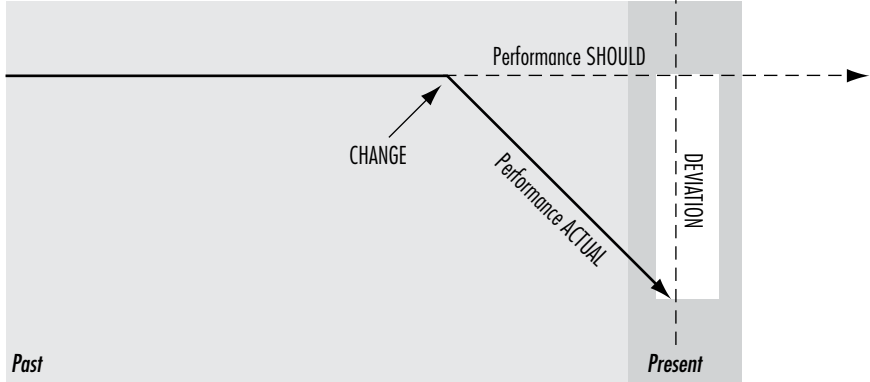 Performance SHOULD
CHANGE
Performance ACTUAL
DEVIATION
Past
Present